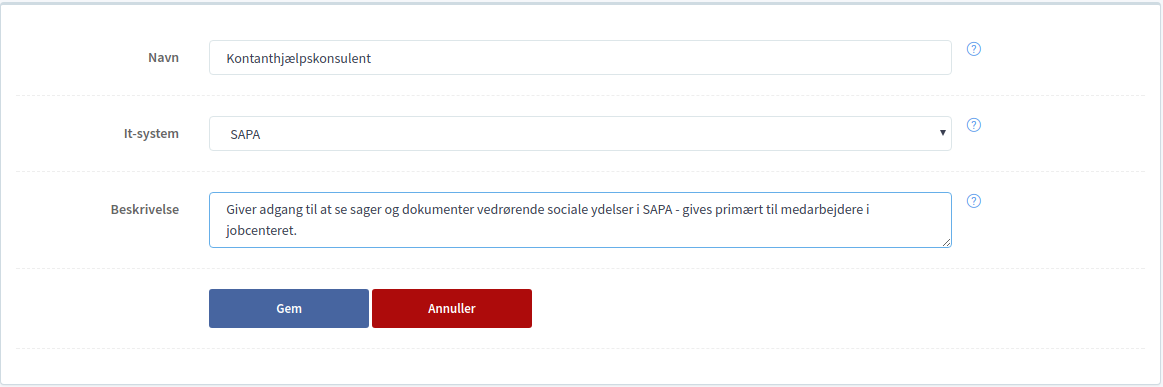 Navn
Kontanthjælpskonsulent
?
It-system
SAPA
?
Beskrivelse
Giver adgang til at se sager og dokumenter vedrørende sociale ydelser i SAPA - gives primært til medarbejdere i
jobcenteret.
?
Gem
Annuller